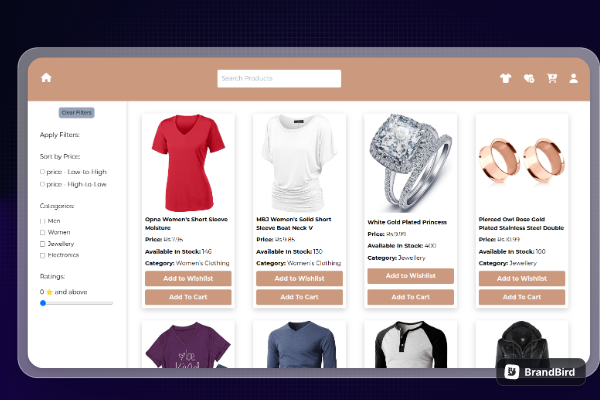 Search Products
Clear Filters
Apply Filters:
Sort by Price:
price - Low-to-High
price - High-to-Low
Categories:
Men
Women
Jewellery
Electronics
Ratings:
0 ⭐ and above
Opna Women's Short Sleeve
Moisture
Price: Rs 7.95
Available In Stock: 146
Category: Women's Clothing
Add to Wishlist
Add To Cart
MBJ Women's Solid Short
Sleeve Boat Neck V
Price: Rs 9.85
Available In Stock: 130
Category: Women's Clothing
Add to Wishlist
Add To Cart
White Gold Plated Princess
Price: Rs 9.99
Available In Stock: 400
Category: Jewellery
Add to Wishlist
Add To Cart
Pierced Owl Rose Gold
Plated Stainless Steel Double
Price: Rs 10.99
Available In Stock: 100
Category: Jewellery
Add to Wishlist
Add To Cart
be
BrandBird